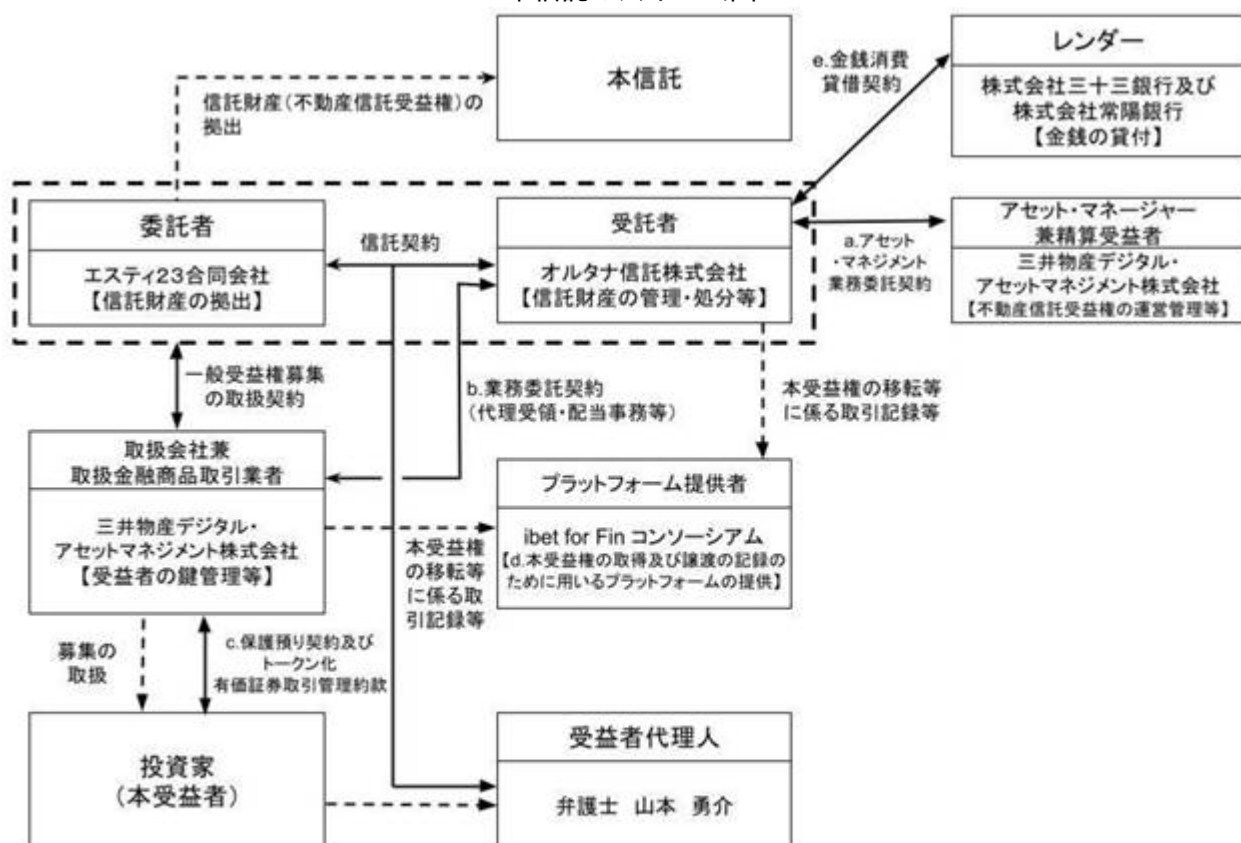 本信託
レンダー
株式会社三十三銀行及び
株式会社常陽銀行
【金銭の貸付】
e.金銭消費
貸借契約
信託財産(不動産信託受益権)の
拠出
委託者
エスティ23合同会社
【信託財産の拠出】
信託契約
受託者
オルタナ信託株式会社
【信託財産の管理・処分等】
a.アセット
・マネジメント
業務委託契約
アセット・マネージャー
兼精算受益者
三井物産デジタル・
アセットマネジメント株式会社
【不動産信託受益権の運営管理等】
一般受益権募集
の取扱契約
b.業務委託契約
(代理受領・配当事務等)
本受益権の移転等
に係る取引記録等
取扱会社兼
取扱金融商品取引業者
三井物産デジタル・
アセットマネジメント株式会社
【受益者の鍵管理等】
本受益権
の移転等
に係る取
引記録等
プラットフォーム提供者
ibet for Fin コンソーシアム
【d.本受益権の取得及び譲渡の記録の
ために用いるプラットフォームの提供】
募集の
取扱
c.保護預り契約及び
トークン化
有価証券取引管理約款
投資家
(本受益者)
受益者代理人
弁護士 山本 勇介